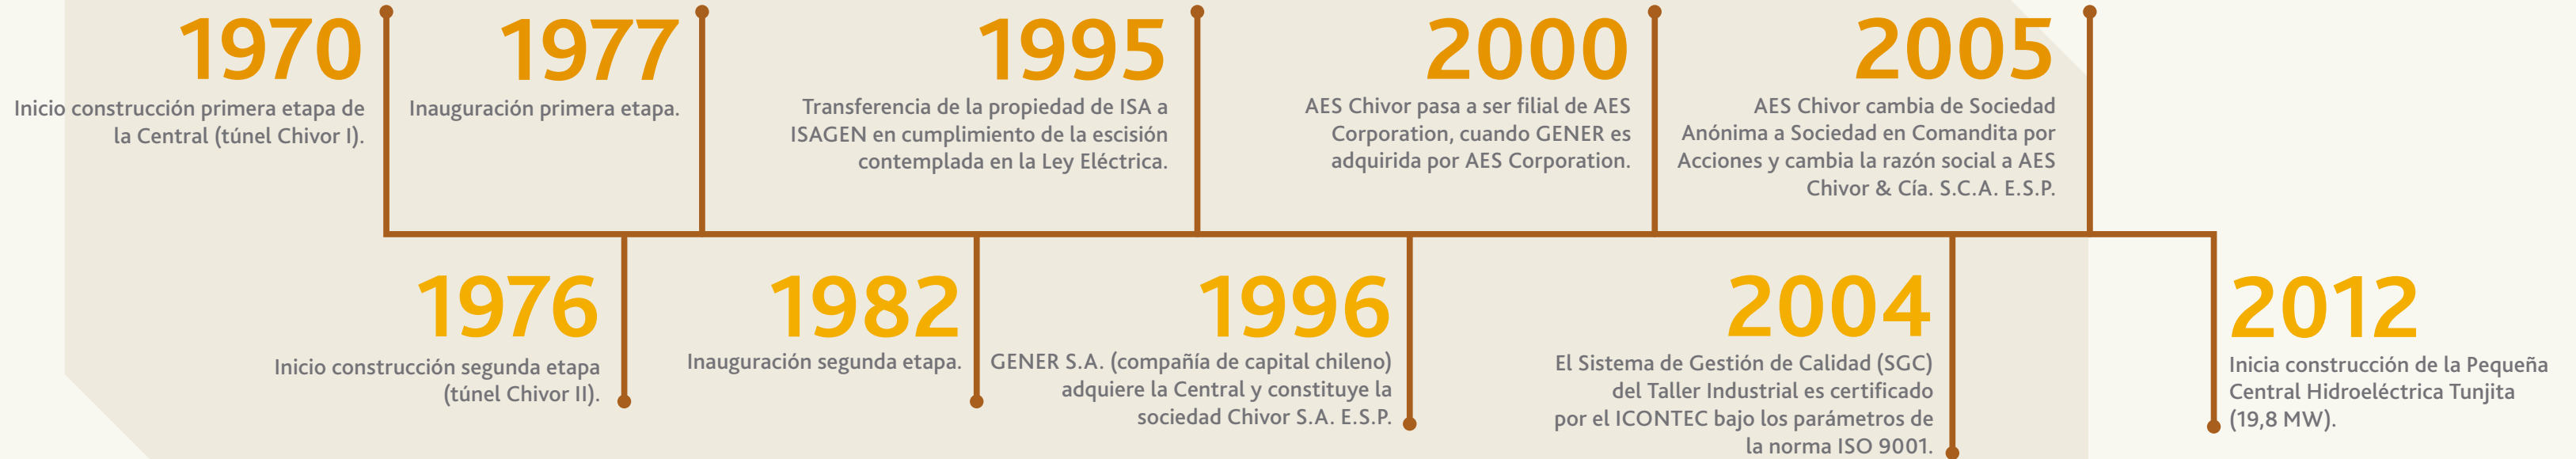 1970
Inicio construcción primera etapa de
la Central (túnel Chivor I).
1977
Inauguración primera etapa.
1995
Transferencia de la propiedad de ISA a
ISAGEN en cumplimiento de la escisión
contemplada en la Ley Eléctrica.
2000
AES Chivor pasa a ser filial de AES
Corporation, cuando GENER es
adquirida por AES Corporation.
2005
AES Chivor cambia de Sociedad
Anónima a Sociedad en Comandita por
Acciones y cambia la razón social a AES
Chivor & Cía. S.C.A. E.S.P.
1976
Inicio construcción segunda etapa
(túnel Chivor II).
1982
Inauguración segunda etapa.
1996
GENER S.A. (compañía de capital chileno)
adquiere la Central y constituye la
sociedad Chivor S.A. E.S.P.
2004
El Sistema de Gestión de Calidad (SGC)
del Taller Industrial es certificado
por el ICONTEC bajo los parámetros de
la norma ISO 9001.
2012
Inicia construcción de la Pequeña
Central Hidroeléctrica Tunjita
(19,8 MW).